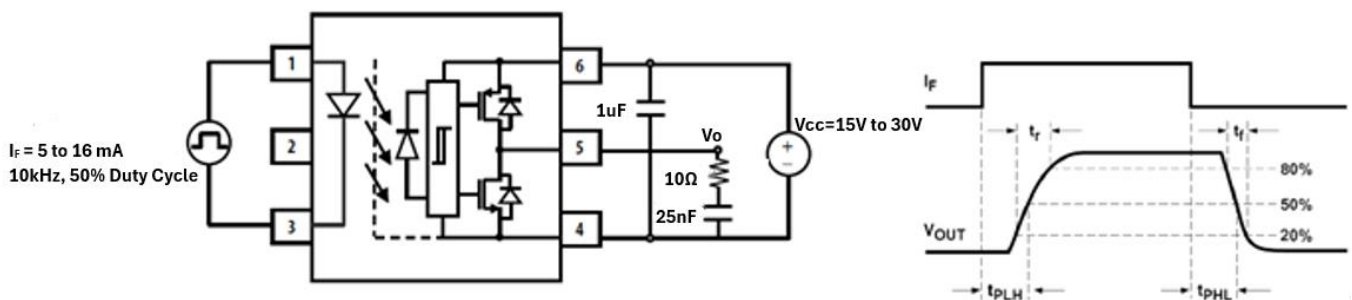 IF = 5 to 16 mA
10kHz, 50% Duty Cycle
1
2
3
6
5
4
1uF
Vo
10Ω
25nF
Vcc=15V to 30V
+
−
IF
tr
tf
80%
50%
20%
VOUT
tPLH
tPHL